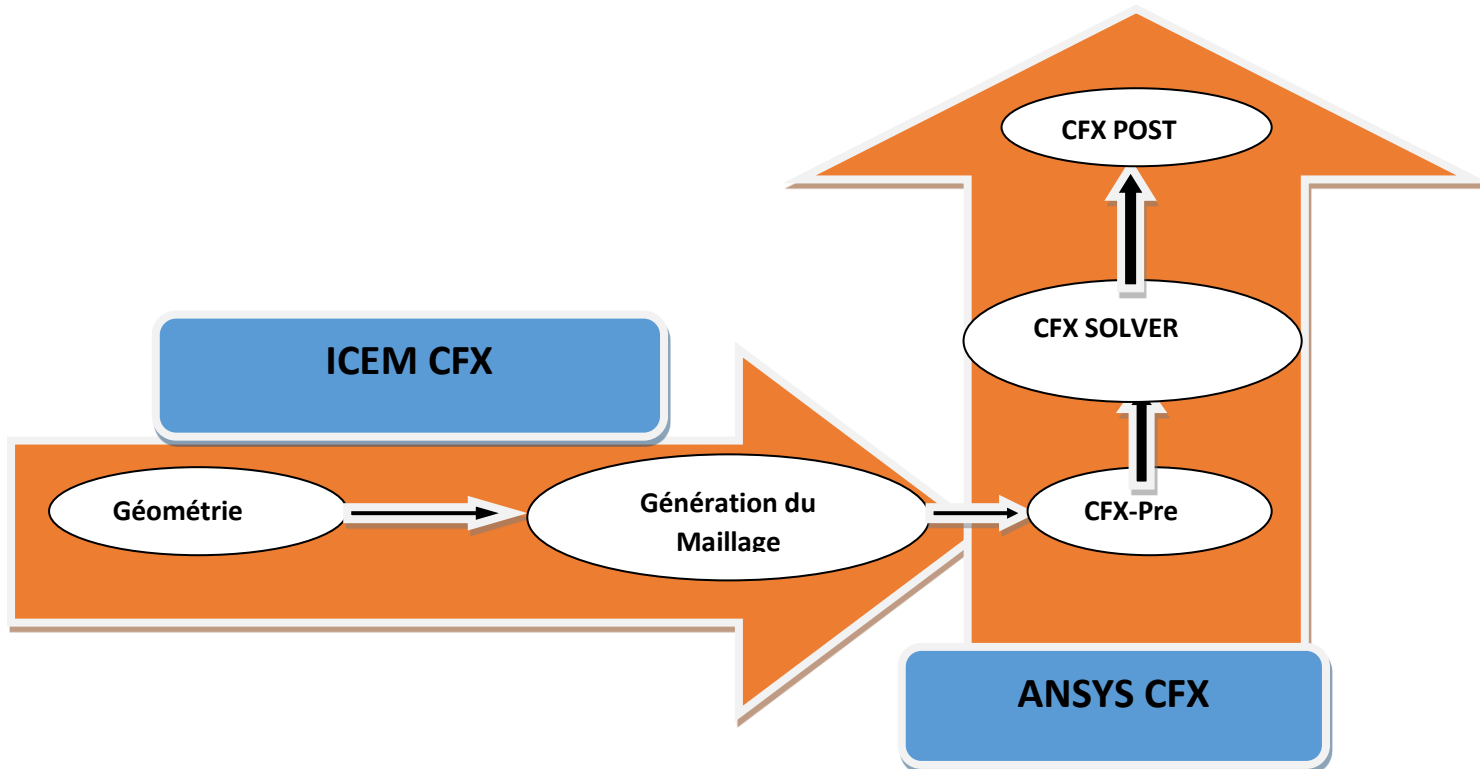 CFX POST
CFX SOLVER
ICEM CFX
Géométrie
Génération du
Maillage
CFX-Pre
ANSYS CFX